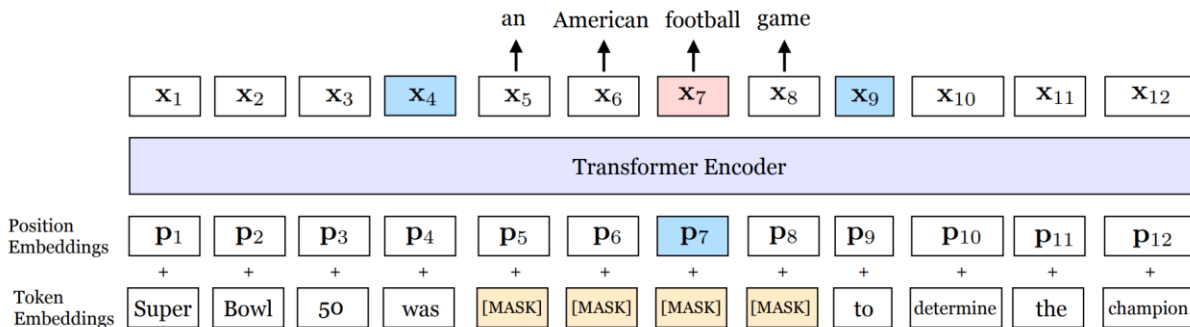 an American football game
x₁ x₂ x₃ x₄ x₅ x₆ x₇ x₈ x₉ x₁₀ x₁₁ x₁₂
Transformer Encoder
Position
Embeddings
p₁ p₂ p₃ p₄ p₅ p₆ p₇ p₈ p₉ p₁₀ p₁₁ p₁₂
+ + + + + + + + + + + +
Token
Embeddings
Super Bowl 50 was [MASK] [MASK] [MASK] [MASK] to determine the champion